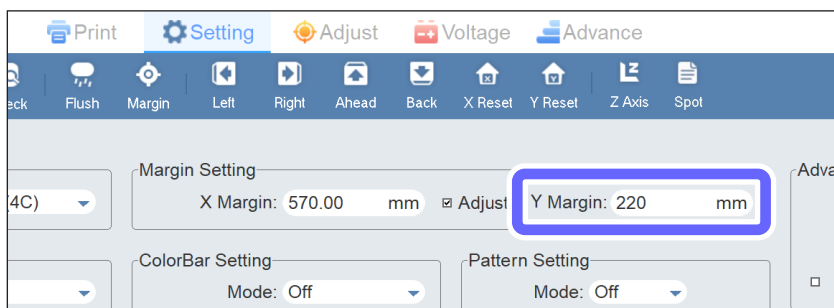 Print Setting Adjust Voltage Advance
eck Flush Margin Left Right Ahead Back X Reset Y Reset Z Axis Spot
Margin Setting Adva
(4C) X Margin: 570.00 mm Adjust Y Margin: 220 mm
ColorBar Setting Pattern Setting
Mode: Off Mode: Off